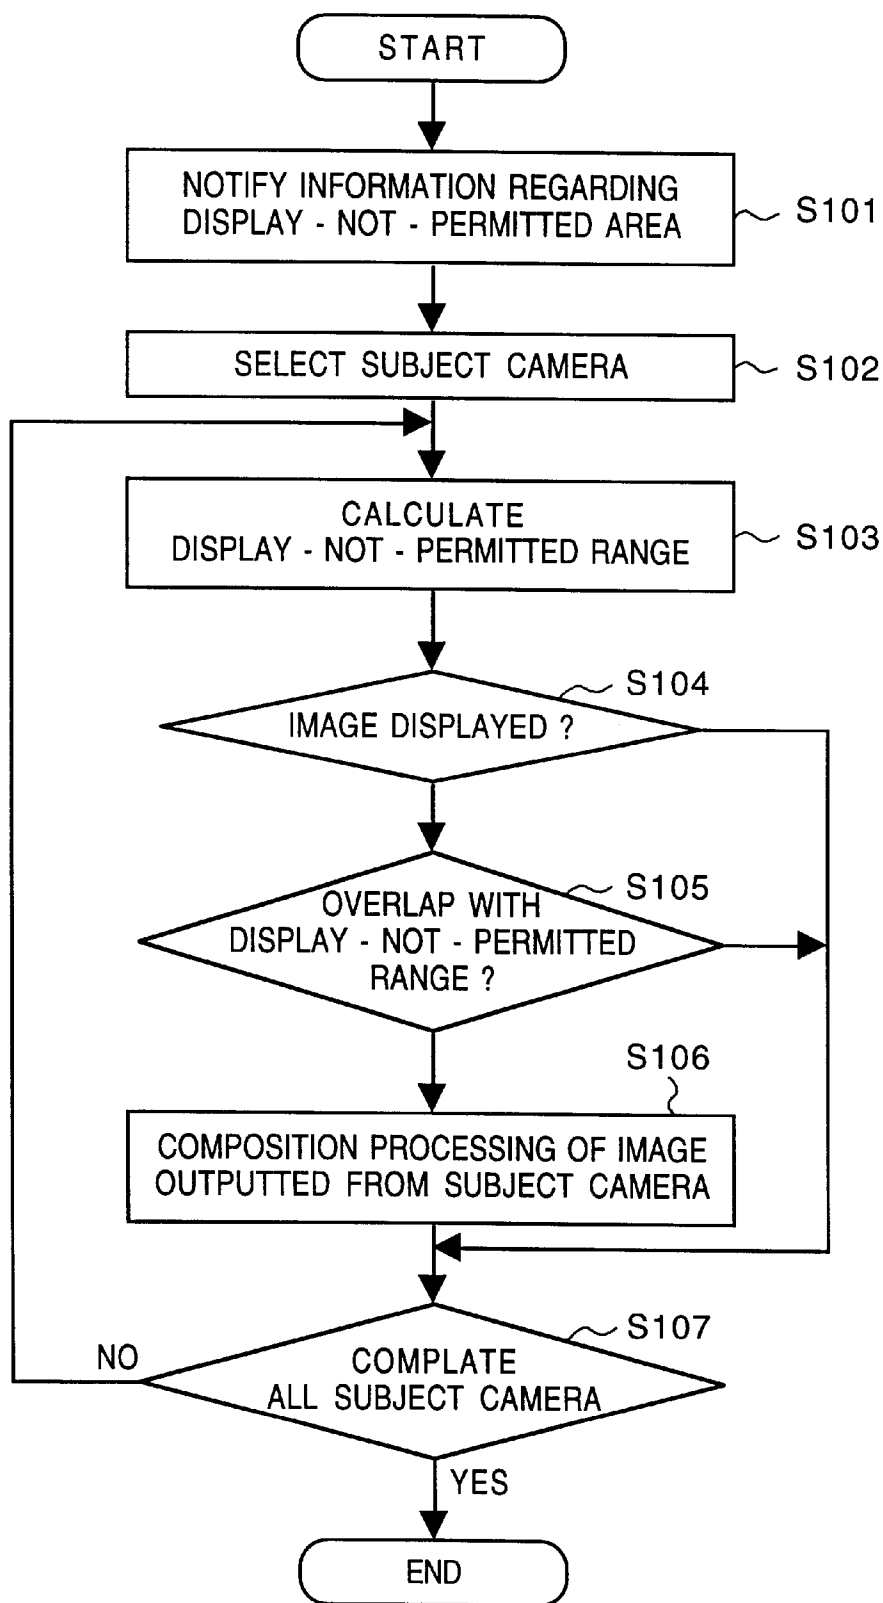 START
NOTIFY INFORMATION REGARDING
DISPLAY - NOT - PERMITTED AREA
S101
SELECT SUBJECT CAMERA
S102
CALCULATE
DISPLAY - NOT - PERMITTED RANGE
S103
S104
IMAGE DISPLAYED ?
S105
OVERLAP WITH
DISPLAY - NOT - PERMITTED
RANGE ?
S106
COMPOSITION PROCESSING OF IMAGE
OUTPUTTED FROM SUBJECT CAMERA
S107
NO
COMPLATE
ALL SUBJECT CAMERA
YES
END